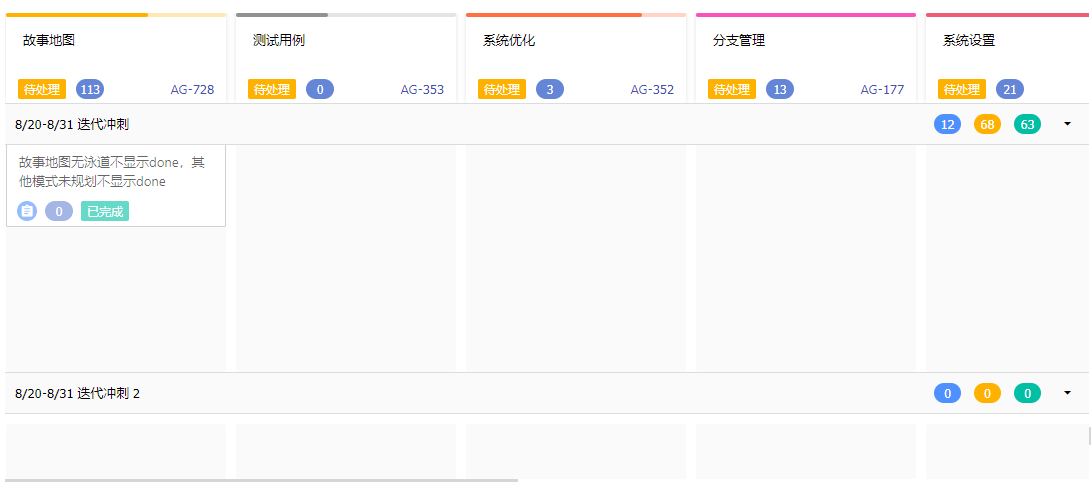 故事地图
待处理 113 AG-728
测试用例
待处理 0 AG-353
系统优化
待处理 3 AG-352
分支管理
待处理 13 AG-177
系统设置
待处理 21
8/20-8/31 迭代冲刺 12 68 63
故事地图无泳道不显示done，其
他模式未规划不显示done
0 已完成
8/20-8/31 迭代冲刺 2 0 0 0